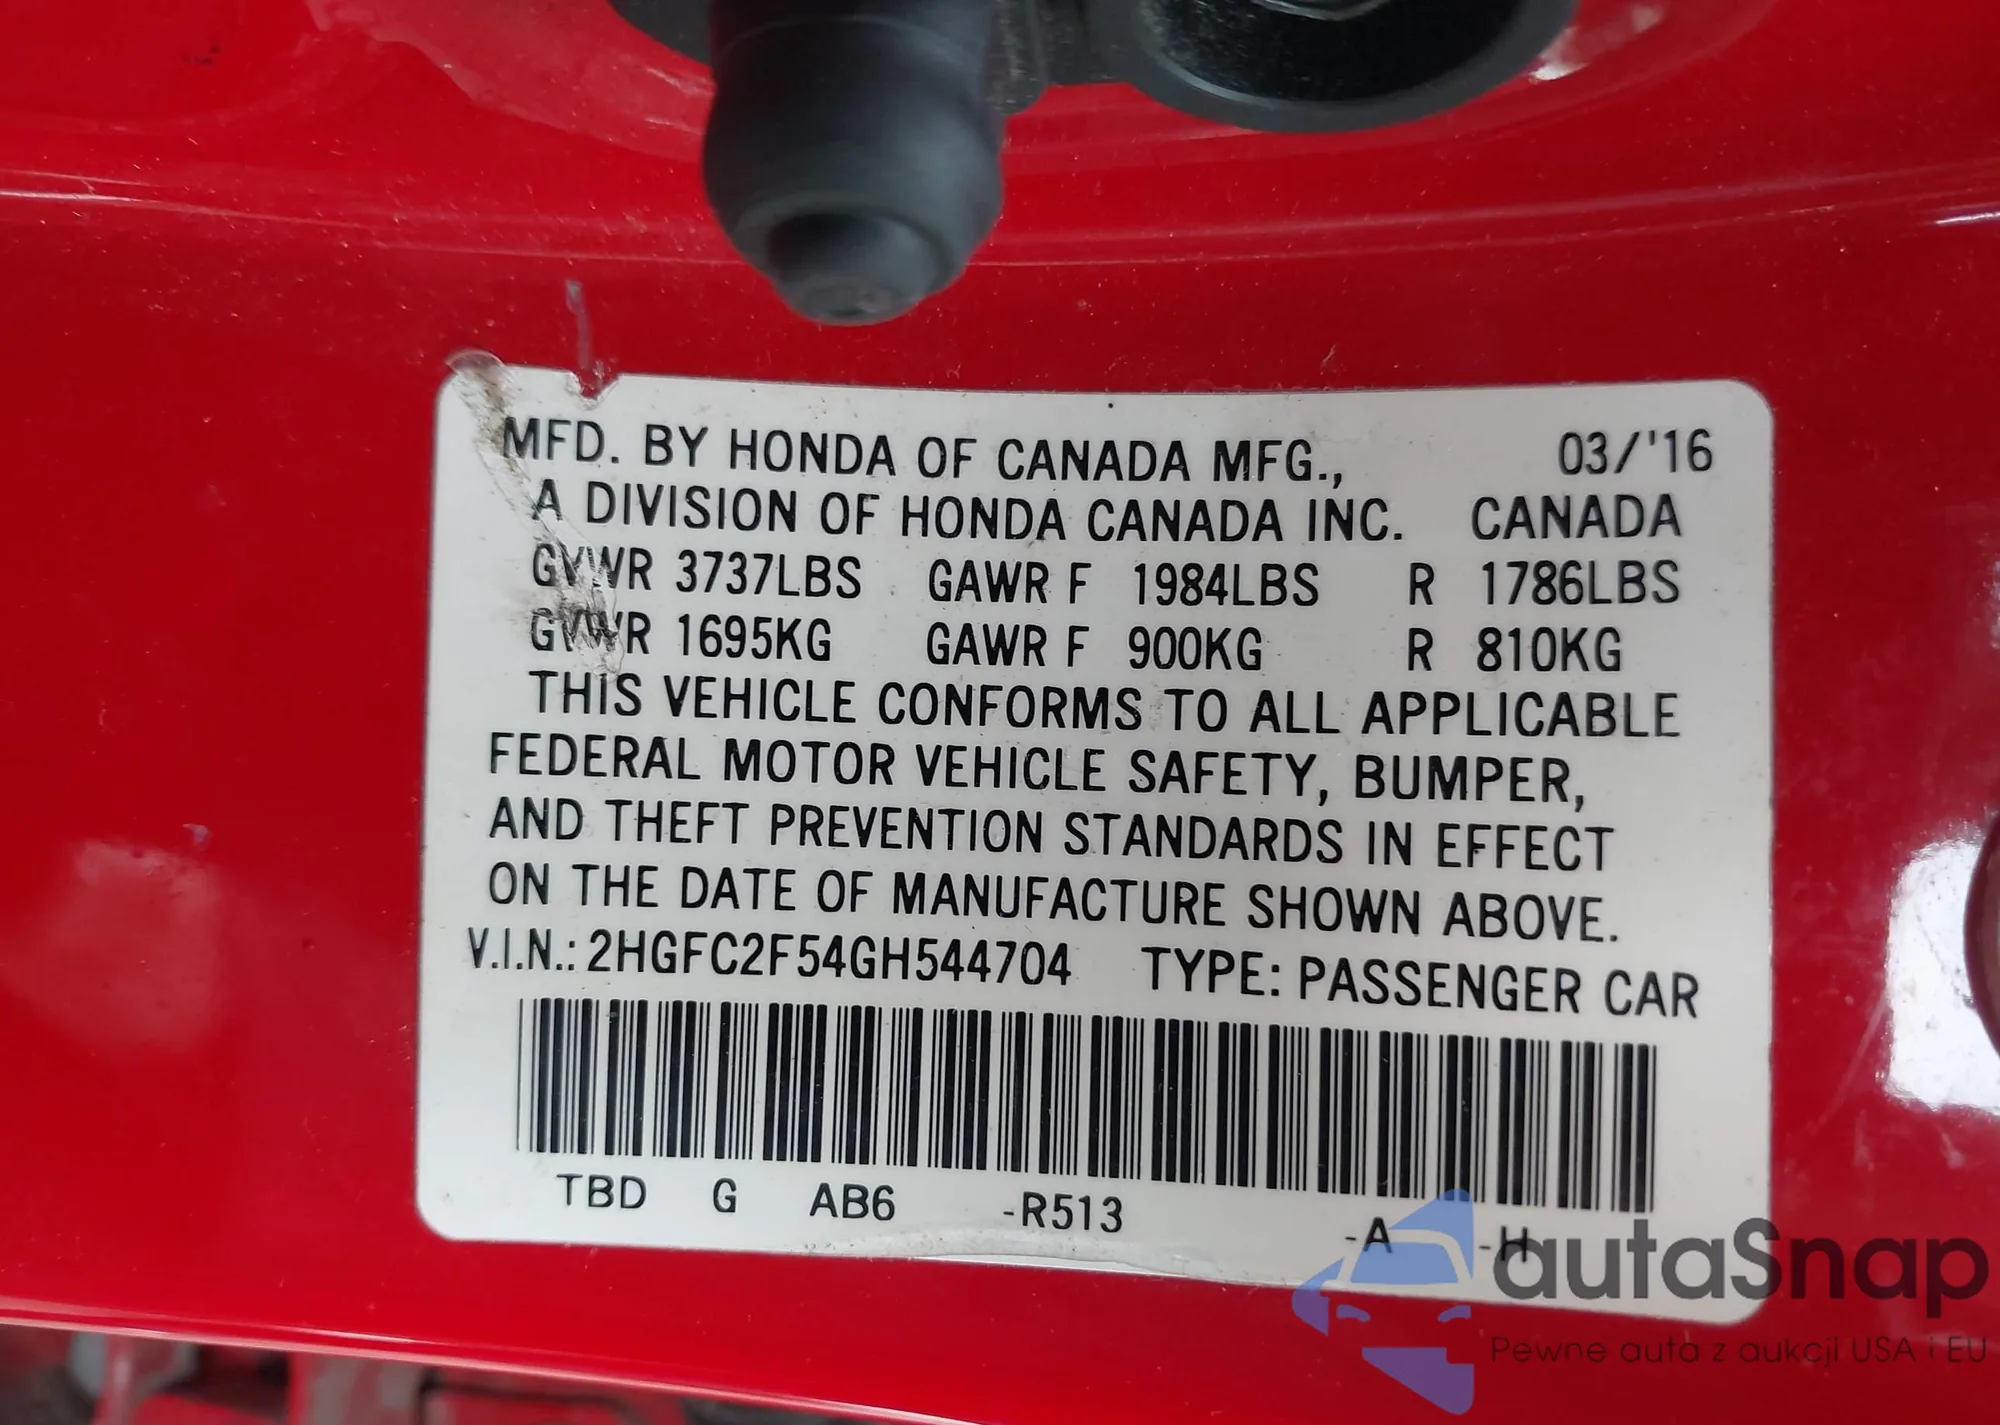 MFD. BY HONDA OF CANADA MFG., 03/'16
A DIVISION OF HONDA CANADA INC. CANADA
GVWR 3737LBS GAWR F 1984LBS R 1786LBS
GVWR 1695KG GAWR F 900KG R 810KG
THIS VEHICLE CONFORMS TO ALL APPLICABLE
FEDERAL MOTOR VEHICLE SAFETY, BUMPER,
AND THEFT PREVENTION STANDARDS IN EFFECT
ON THE DATE OF MANUFACTURE SHOWN ABOVE.
V.I.N.: 2HGFC2F54GH544704 TYPE: PASSENGER CAR
TBD G AB6 -R513 -A -H
autaSnap
Pewne auta z aukcji USA i EU